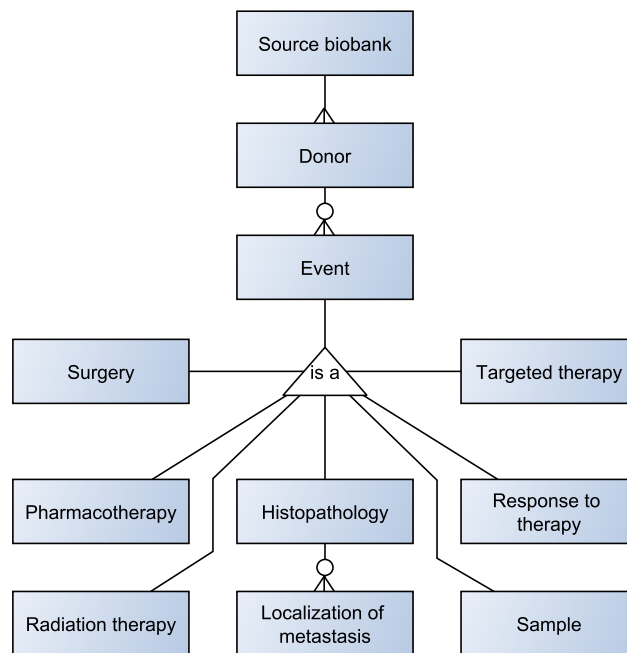 Source biobank
Donor
Event
Surgery
is a
Targeted therapy
Pharmacotherapy
Histopathology
Response to
therapy
Radiation therapy
Localization of
metastasis
Sample